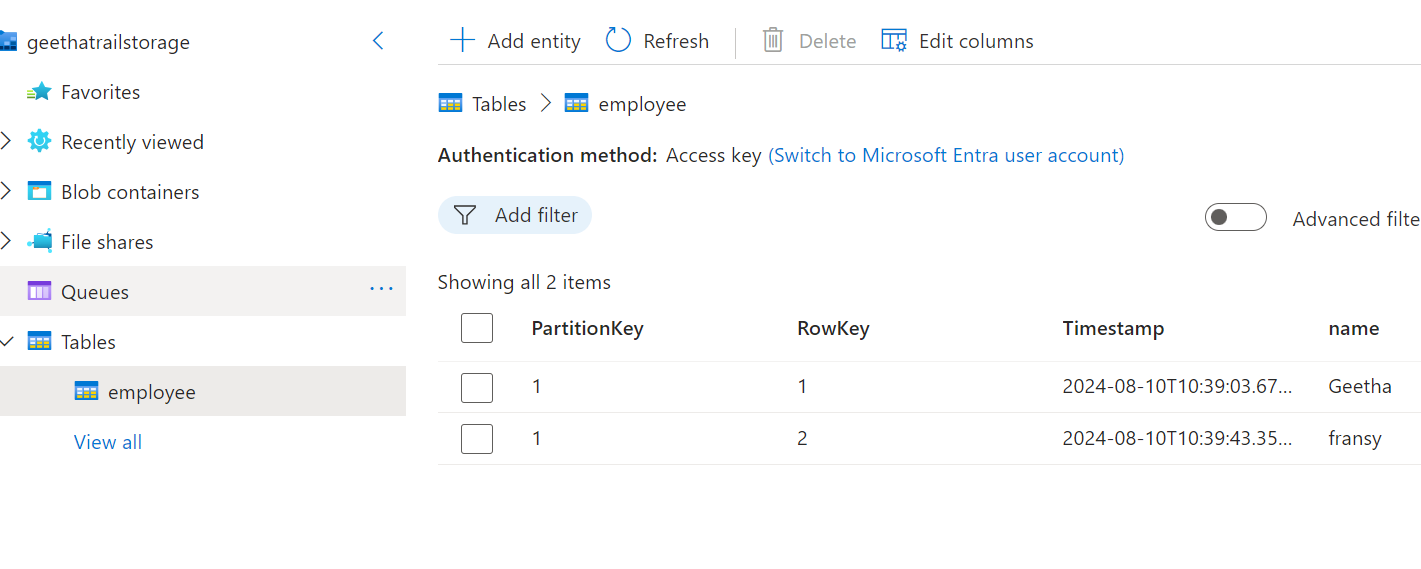 geethatrailstorage
Favorites
Recently viewed
Blob containers
File shares
Queues
Tables
employee
View all
Add entity Refresh Delete Edit columns
Tables > employee
Authentication method: Access key (Switch to Microsoft Entra user account)
Add filter
Advanced filte
Showing all 2 items
PartitionKey RowKey Timestamp name
1 1 2024-08-10T10:39:03.67... Geetha
1 2 2024-08-10T10:39:43.35... fransy